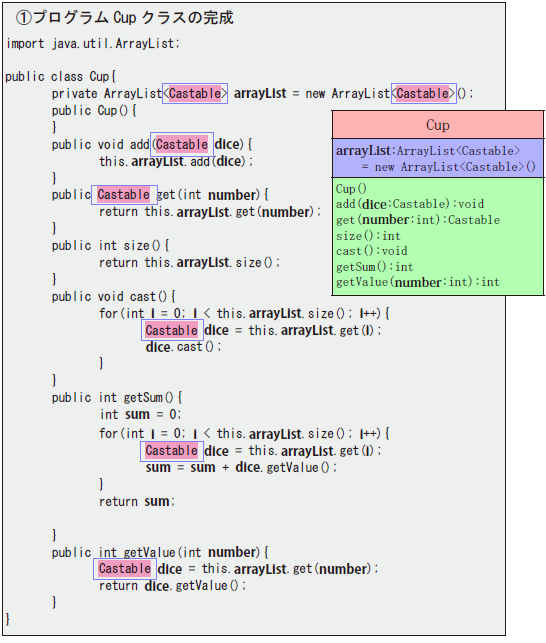 ①プログラム Cup クラスの完成
import java.util.ArrayList;
public class Cup{
private ArrayList<Castable> arrayList = new ArrayList<Castable>();
public Cup(){
}
public void add(Castable dice){
this.arrayList.add(dice);
}
public Castable get(int number){
return this.arrayList.get(number);
}
public int size(){
return this.arrayList.size();
}
public void cast(){
for(int i = 0; i < this.arrayList.size(); i++){
Castable dice = this.arrayList.get(i);
dice.cast();
}
}
public int getSum(){
int sum = 0;
for(int i = 0; i < this.arrayList.size(); i++){
Castable dice = this.arrayList.get(i);
sum = sum + dice.getValue();
}
return sum;
}
public int getValue(int number){
Castable dice = this.arrayList.get(number);
return dice.getValue();
}
}
Cup
arrayList:ArrayList<Castable>
= new ArrayList<Castable>()
Cup()
add(dice:Castable):void
get(number:int):Castable
size():int
cast():void
getSum():int
getValue(number:int):int